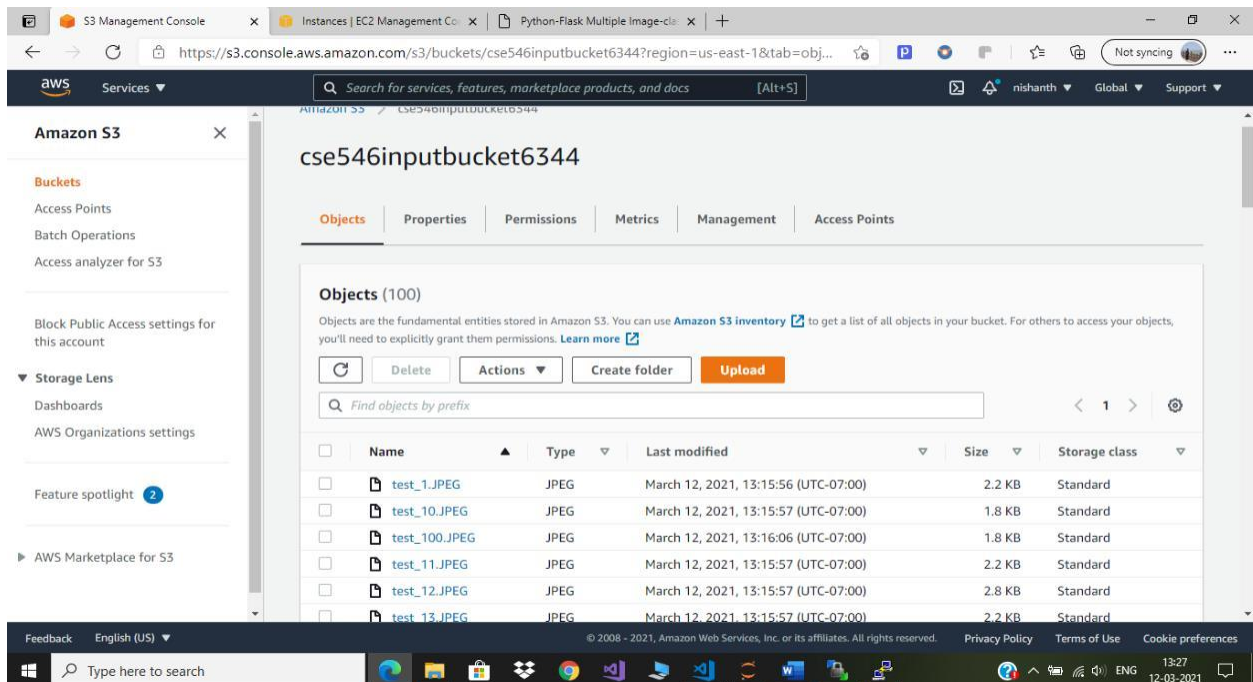 S3 Management Console
Instances | EC2 Management Co
Python-Flask Multiple Image-cla
https://s3.console.aws.amazon.com/s3/buckets/cse546inputbucket6344?region=us-east-1&tab=obj...
Not syncing
aws
Services
Search for services, features, marketplace products, and docs [Alt+S]
nishanth
Global
Support
Amazon S3
Buckets
Access Points
Batch Operations
Access analyzer for S3
Block Public Access settings for
this account
Storage Lens
Dashboards
AWS Organizations settings
Feature spotlight 2
AWS Marketplace for S3
Amazon S3 / cse546inputbucket6344
cse546inputbucket6344
Objects Properties Permissions Metrics Management Access Points
Objects (100)
Objects are the fundamental entities stored in Amazon S3. You can use Amazon S3 inventory to get a list of all objects in your bucket. For others to access your objects,
you'll need to explicitly grant them permissions. Learn more
Delete Actions Create folder Upload
Find objects by prefix
1
Name Type Last modified Size Storage class
test_1.JPEG JPEG March 12, 2021, 13:15:56 (UTC-07:00) 2.2 KB Standard
test_10.JPEG JPEG March 12, 2021, 13:15:57 (UTC-07:00) 1.8 KB Standard
test_100.JPEG JPEG March 12, 2021, 13:16:06 (UTC-07:00) 1.8 KB Standard
test_11.JPEG JPEG March 12, 2021, 13:15:57 (UTC-07:00) 2.2 KB Standard
test_12.JPEG JPEG March 12, 2021, 13:15:57 (UTC-07:00) 2.8 KB Standard
test_13.JPEG JPEG March 12, 2021, 13:15:57 (UTC-07:00) 2.2 KB Standard
Feedback English (US) © 2008 - 2021, Amazon Web Services, Inc. or its affiliates. All rights reserved. Privacy Policy Terms of Use Cookie preferences
Type here to search
ENG
13:27
12-03-2021